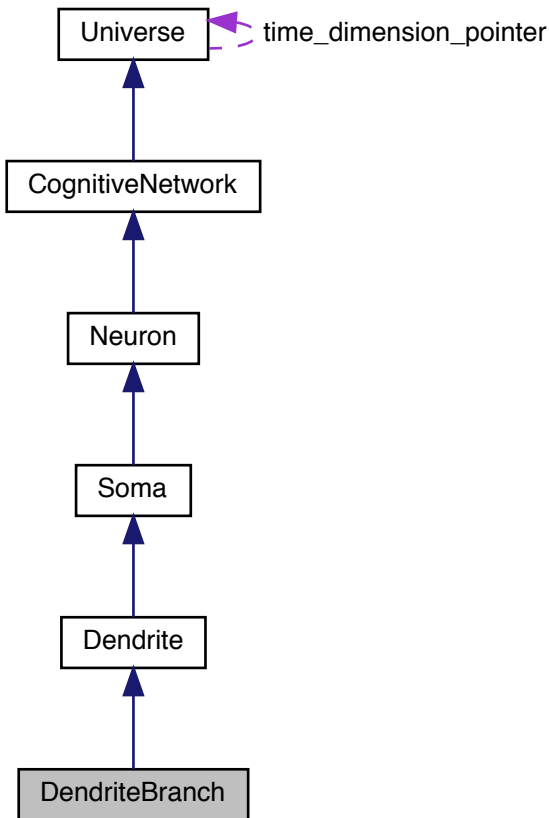 Universe
time_dimension_pointer
CognitiveNetwork
Neuron
Soma
Dendrite
DendriteBranch